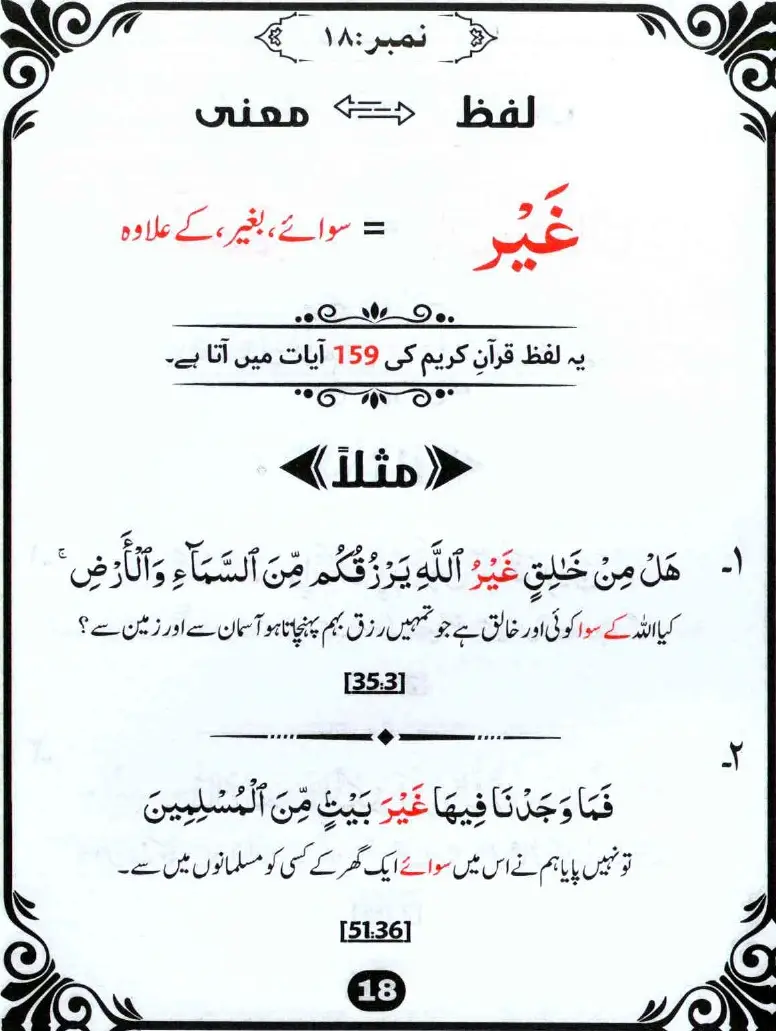 نمبر: ۱۸
لفظ معنی
غَيْر = سوائے، بغیر، کے علاوہ
یہ لفظ قرآنِ کریم کی 159 آیات میں آتا ہے۔
مثلاً
۱۔ هَلْ مِنْ خَٰلِقٍ غَيْرُ ٱللَّهِ يَرْزُقُكُم مِّنَ ٱلسَّمَآءِ وَٱلْأَرْضِ ۚ
کیا اللہ کے سوا کوئی اور خالق ہے جو تمہیں رزق بہم پہنچاتا ہو آسمان سے اور زمین سے؟
[35:3]
۲۔
فَمَا وَجَدْنَا فِيهَا غَيْرَ بَيْتٍ مِّنَ ٱلْمُسْلِمِينَ
تو نہیں پایا ہم نے اس میں سوائے ایک گھر کے کسی کو مسلمانوں میں سے۔
[51:36]
18